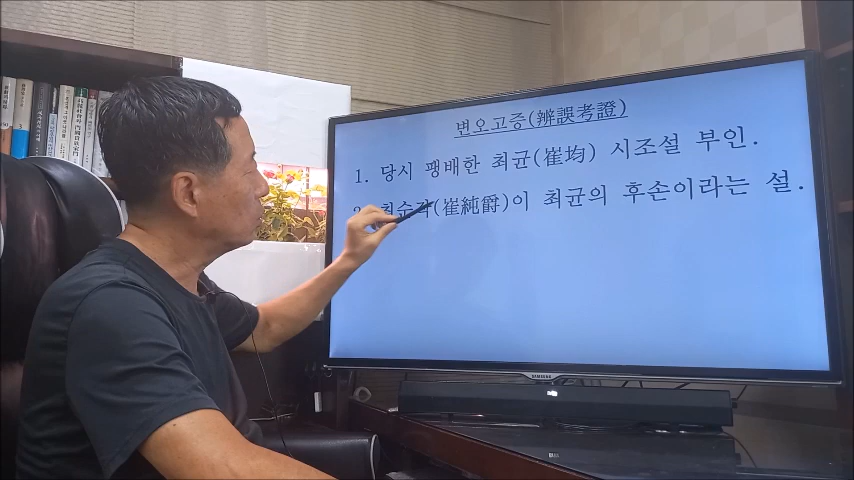 변오고증(辨誤考證)
1. 당시 팽배한 최균(崔均) 시조설 부인.
2. 최순작(崔純爵)이 최균의 후손이라는 설.
SAMSUNG